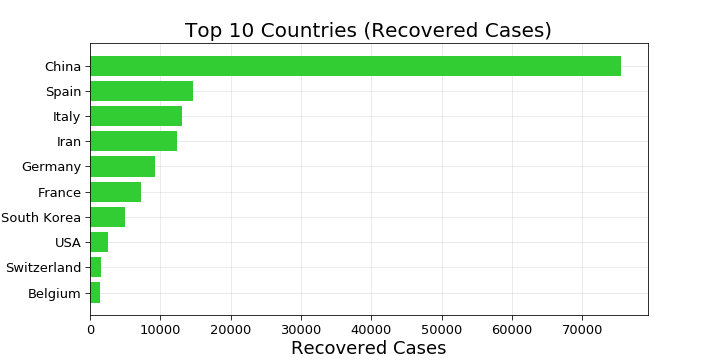 Top 10 Countries (Recovered Cases)
China
Spain
Italy
Iran
Germany
France
South Korea
USA
Switzerland
Belgium
0 10000 20000 30000 40000 50000 60000 70000
Recovered Cases